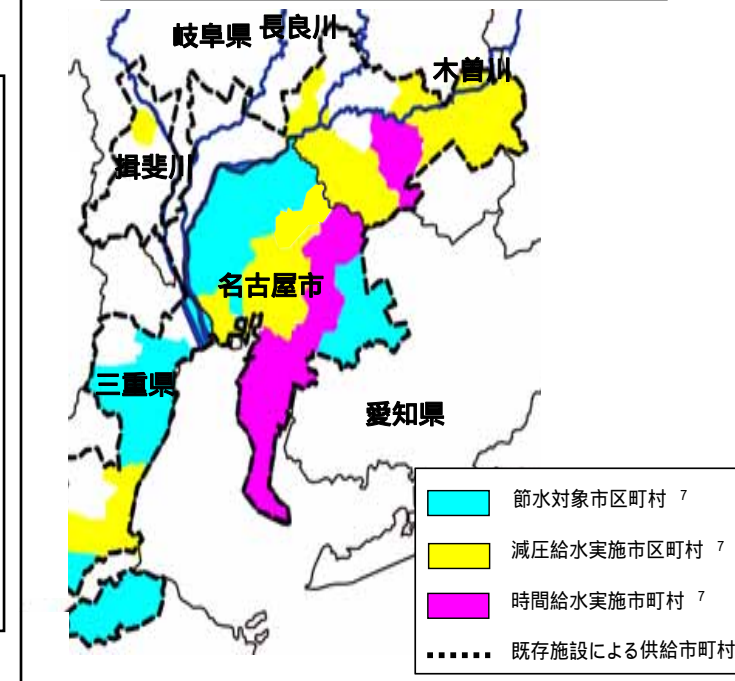 岐阜県 長良川
木曽川
揖斐川
名古屋市
三重県
愛知県
節水対象市区町村 7
減圧給水実施市区町村 7
時間給水実施市町村 7
既存施設による供給市町村